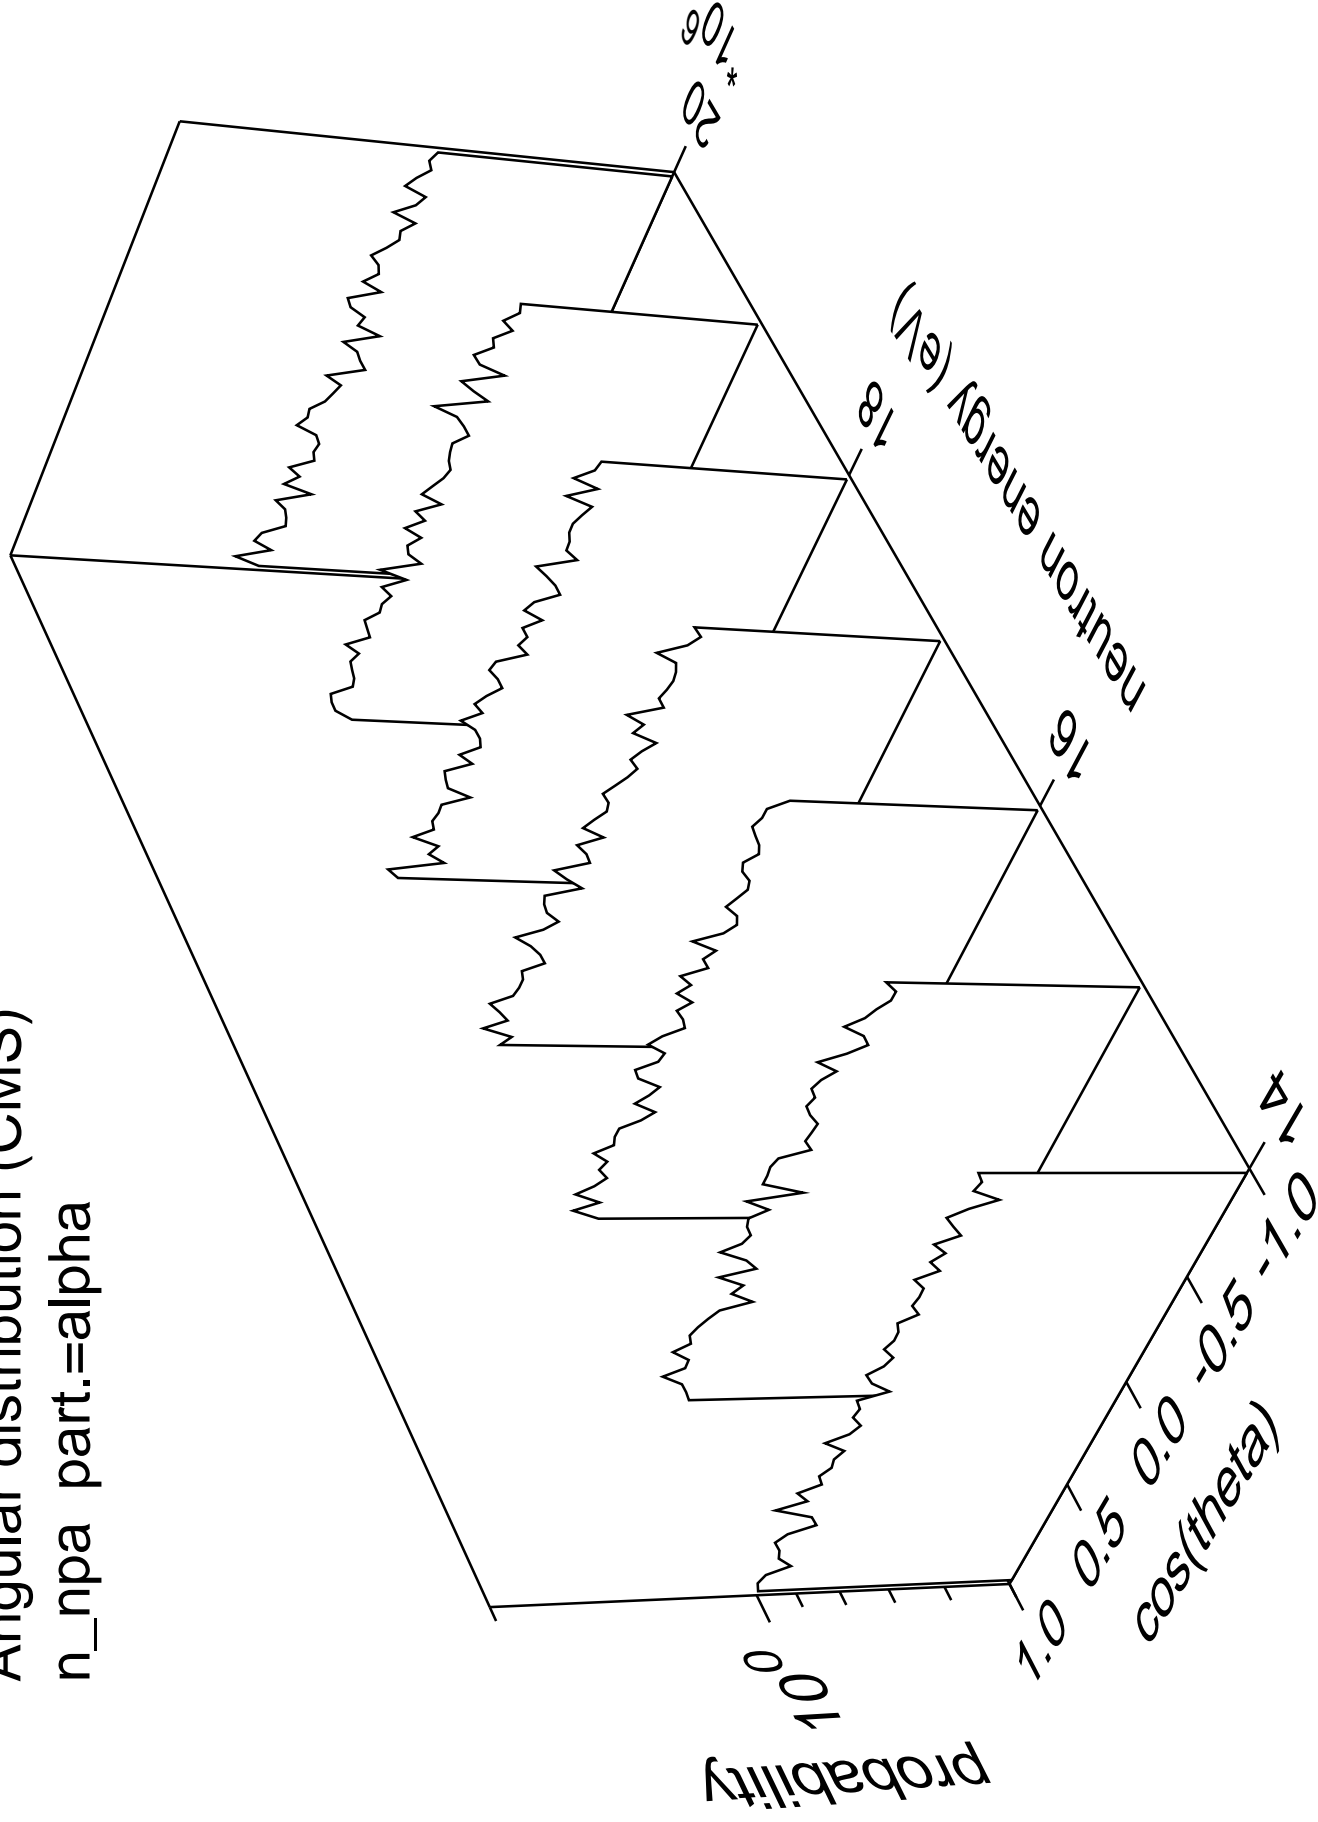 Angular distribution (CMS)
n_npa part.=alpha
probability
10^0
1.0 0.5 0.0 -0.5 -1.0
cos(theta)
14 16 18 20
* 10^6
neutron energy (eV)